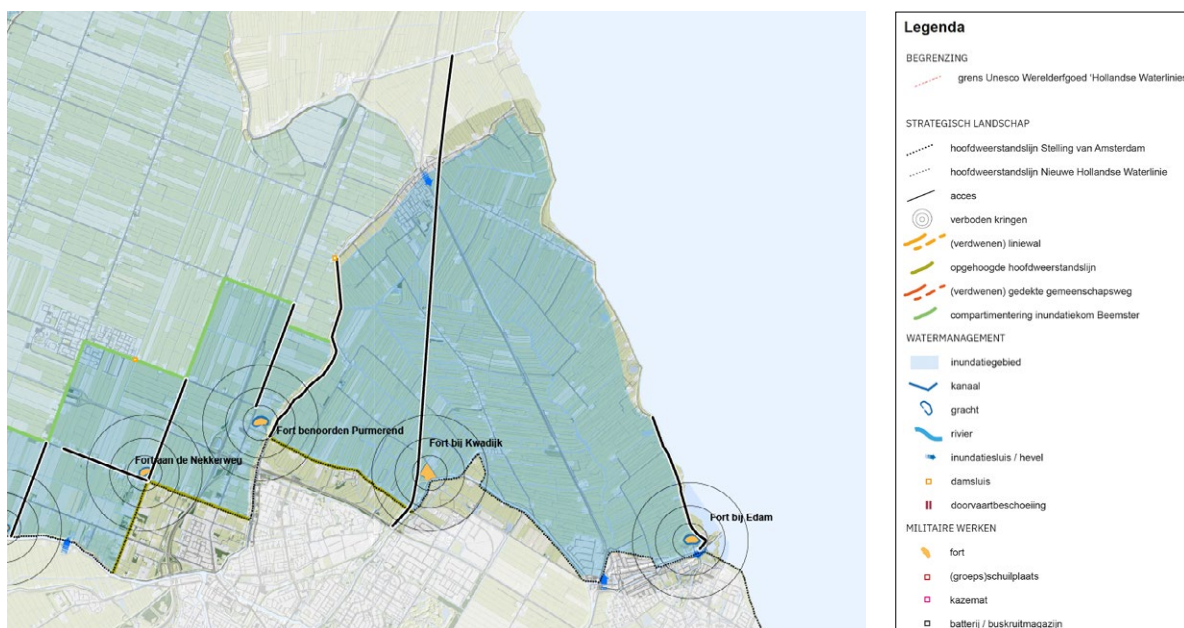 Fort benoorden Purmerend
Fort bij Kwadijk
Fort aan de Nekkerweg
Fort bij Edam
Legenda
BEGRENZING
grens Unesco Werelderfgoed 'Hollandse Waterlinies
STRATEGISCH LANDSCHAP
hoofdweerstandslijn Stelling van Amsterdam
hoofdweerstandslijn Nieuwe Hollandse Waterlinie
acces
verboden kringen
(verdwenen) liniewal
opgehoogde hoofdweerstandslijn
(verdwenen) gedekte gemeenschapsweg
compartimentering inundatiekom Beemster
WATERMANAGEMENT
inundatiegebied
kanaal
gracht
rivier
inundatiesluis / hevel
damsluis
doorvaartbeschoeiing
MILITAIRE WERKEN
fort
(groeps)schuilplaats
kazemat
batterij / buskruitmagazijn